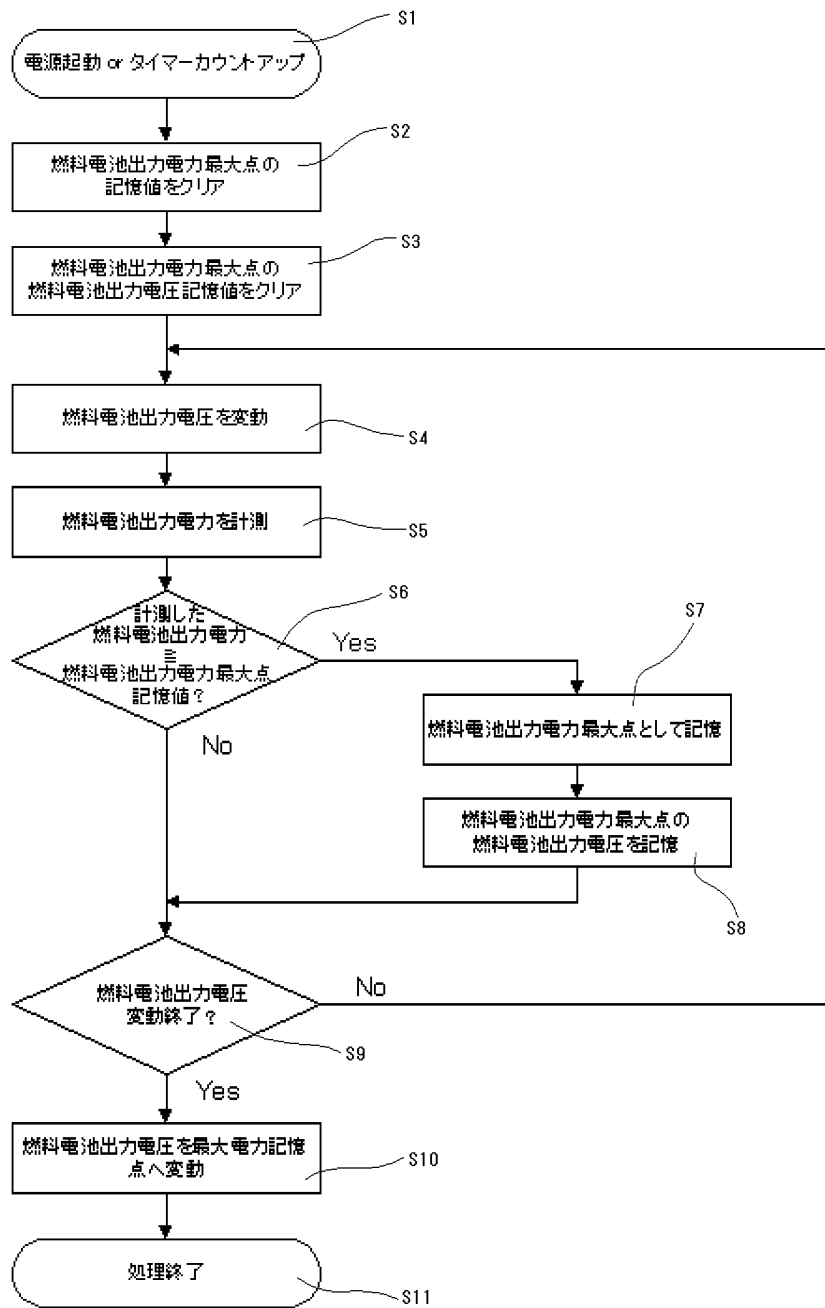 S1
電源起動 or タイマーカウントアップ
S2
燃料電池出力電力最大点の
記憶値をクリア
S3
燃料電池出力電力最大点の
燃料電池出力電圧記憶値をクリア
燃料電池出力電圧を変動
S4
燃料電池出力電力を計測
S5
S6
計測した
燃料電池出力電力
≧
燃料電池出力電力最大点
記憶値？
Yes
No
S7
燃料電池出力電力最大点として記憶
燃料電池出力電力最大点の
燃料電池出力電圧を記憶
S8
燃料電池出力電圧
変動終了？
No
S9
Yes
燃料電池出力電圧を最大電力記憶
点へ変動
S10
処理終了
S11